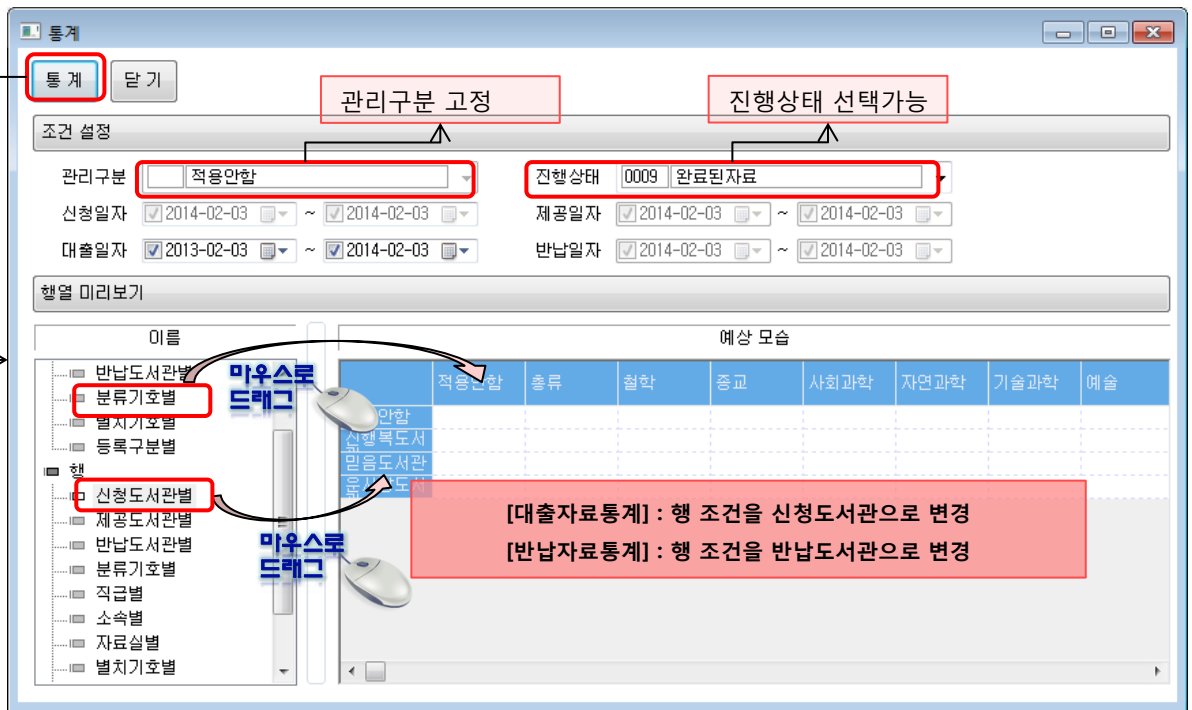 통계
통 계 닫 기
관리구분 고정
진행상태 선택가능
조건 설정
관리구분 적용안함 진행상태 0009 완료된자료
신청일자 2014-02-03 ~ 2014-02-03 제공일자 2014-02-03 ~ 2014-02-03
대출일자 2013-02-03 ~ 2014-02-03 반납일자 2014-02-03 ~ 2014-02-03
행열 미리보기
이름
예상 모습
반납도서관별
분류기호별
별치기호별
등록구분별
행
신청도서관별
제공도서관별
반납도서관별
분류기호별
직급별
소속별
자료실별
별치기호별
마우스로
드래그
마우스로
드래그
적용안함 총류 철학 종교 사회과학 자연과학 기술과학 예술
안함
진행복도서
믿음도서관
[대출자료통계] : 행 조건을 신청도서관으로 변경
[반납자료통계] : 행 조건을 반납도서관으로 변경